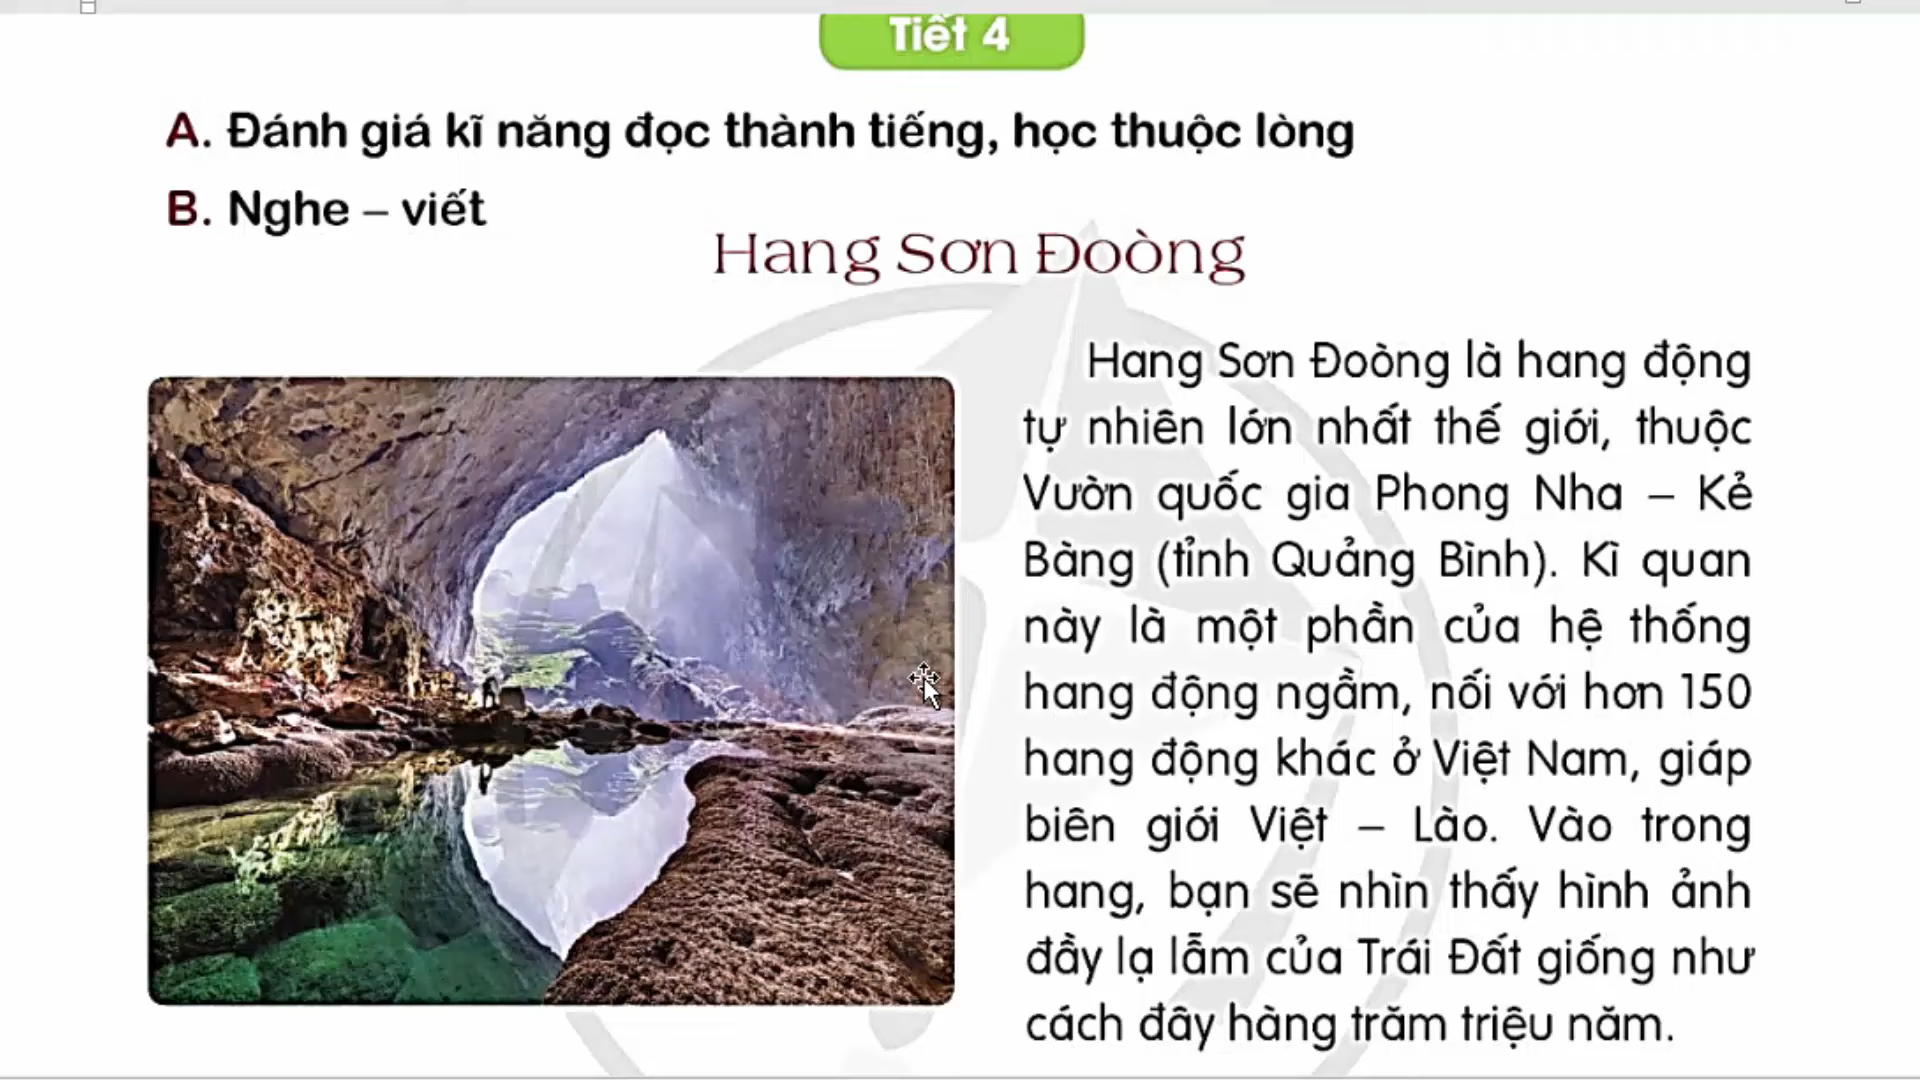 Tiết 4
A. Đánh giá kĩ năng đọc thành tiếng, học thuộc lòng
B. Nghe – viết
Hang Sơn Đoòng
Hang Sơn Đoòng là hang động
tự nhiên lớn nhất thế giới, thuộc
Vườn quốc gia Phong Nha – Kẻ
Bàng (tỉnh Quảng Bình). Kì quan
này là một phần của hệ thống
hang động ngầm, nối với hơn 150
hang động khác ở Việt Nam, giáp
biên giới Việt – Lào. Vào trong
hang, bạn sẽ nhìn thấy hình ảnh
đầy lạ lẫm của Trái Đất giống như
cách đây hàng trăm triệu năm.